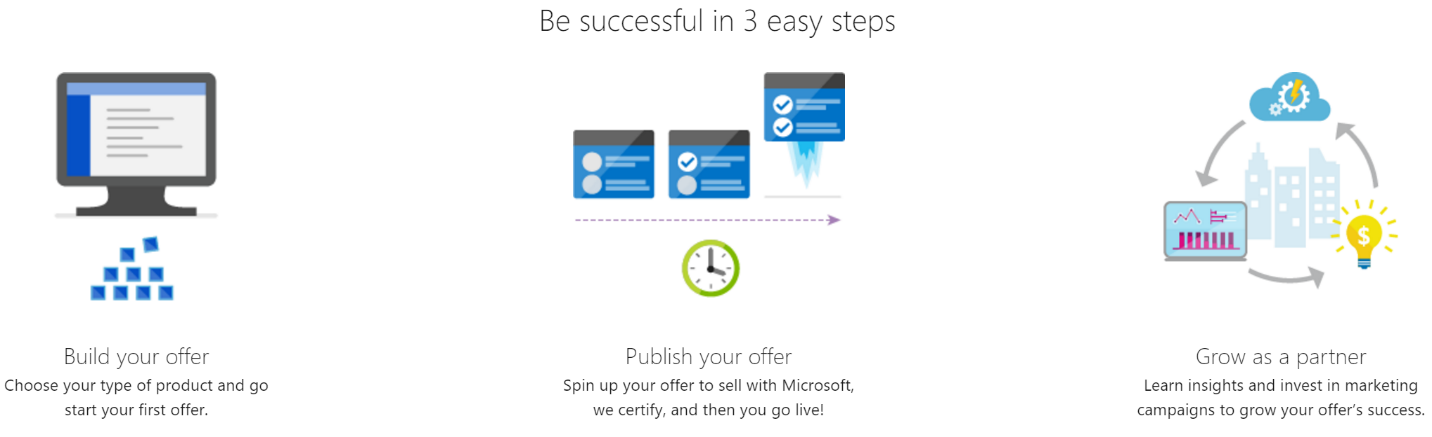 Be successful in 3 easy steps
Build your offer
Choose your type of product and go
start your first offer.
Publish your offer
Spin up your offer to sell with Microsoft,
we certify, and then you go live!
$
Grow as a partner
Learn insights and invest in marketing
campaigns to grow your offer's success.